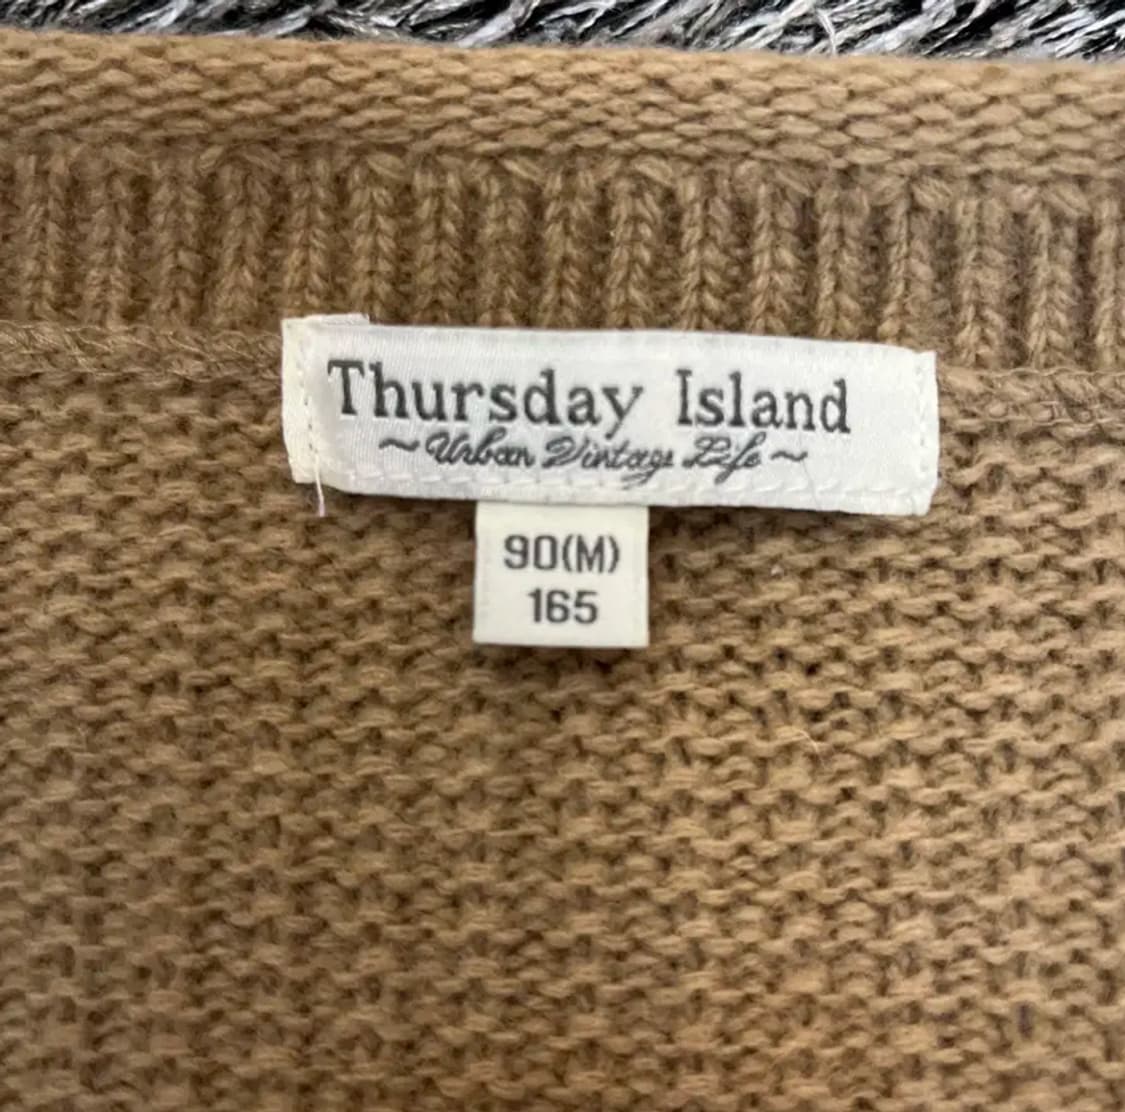 Thursday Island
~Urban Vintage Life~
90(M)
165